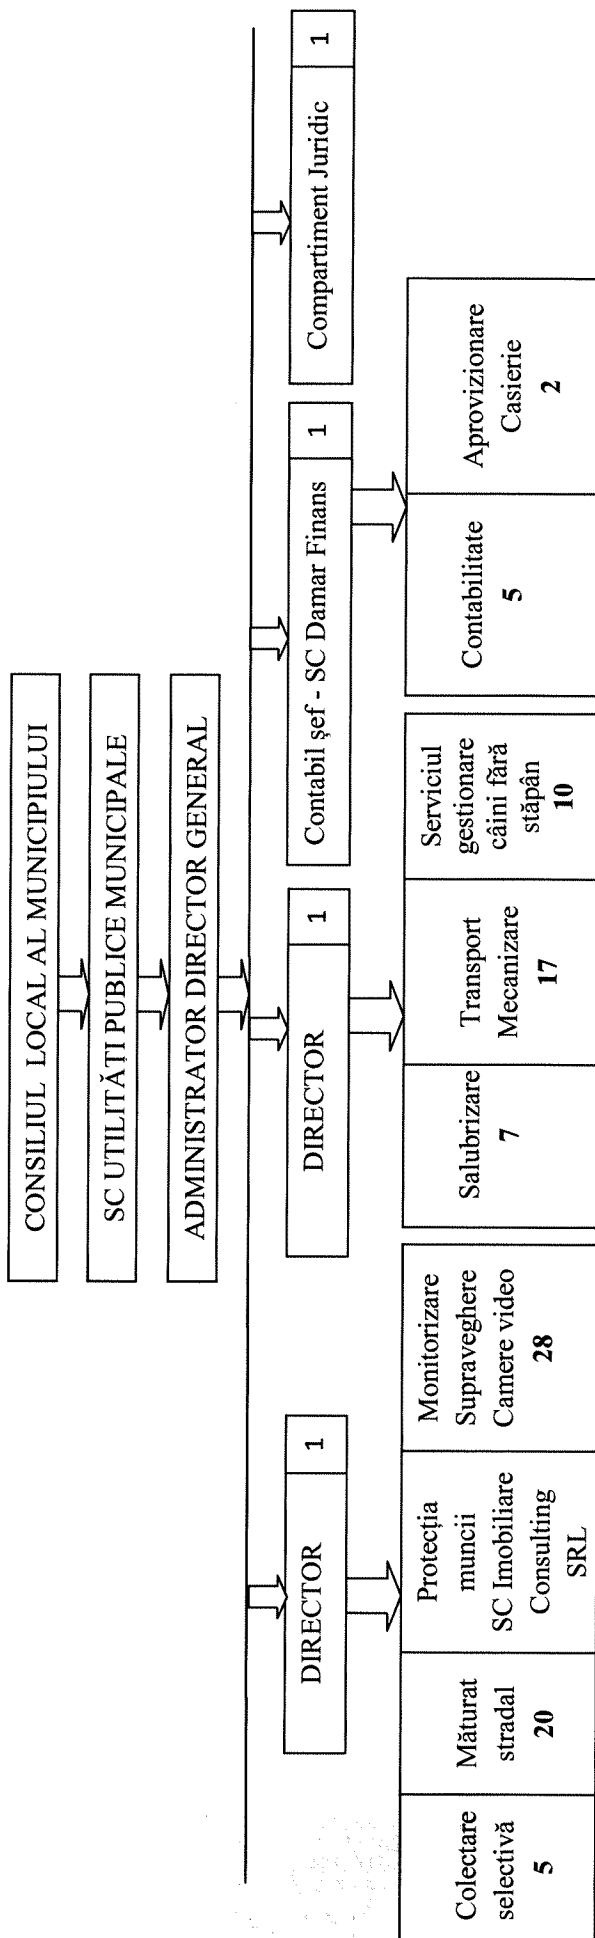 CONSILIUL LOCAL AL MUNICIPIULUI
SC UTILITĂȚI PUBLICE MUNICIPALE
ADMINISTRATOR DIRECTOR GENERAL
DIRECTOR
1
DIRECTOR
1
Contabil șef - SC Damar Finans
1
Compartiment Juridic
1
Colectare
selectivă
5
Măturat
stradal
20
Protecția
muncii
SC Imobiliare
Consulting
SRL
Monitorizare
Supraveghere
Camere video
28
Salubrizare
7
Transport
Mecanizare
17
Serviciul
gestionare
câini fără
stăpân
10
Contabilitate
5
Aprovizionare
Casierie
2